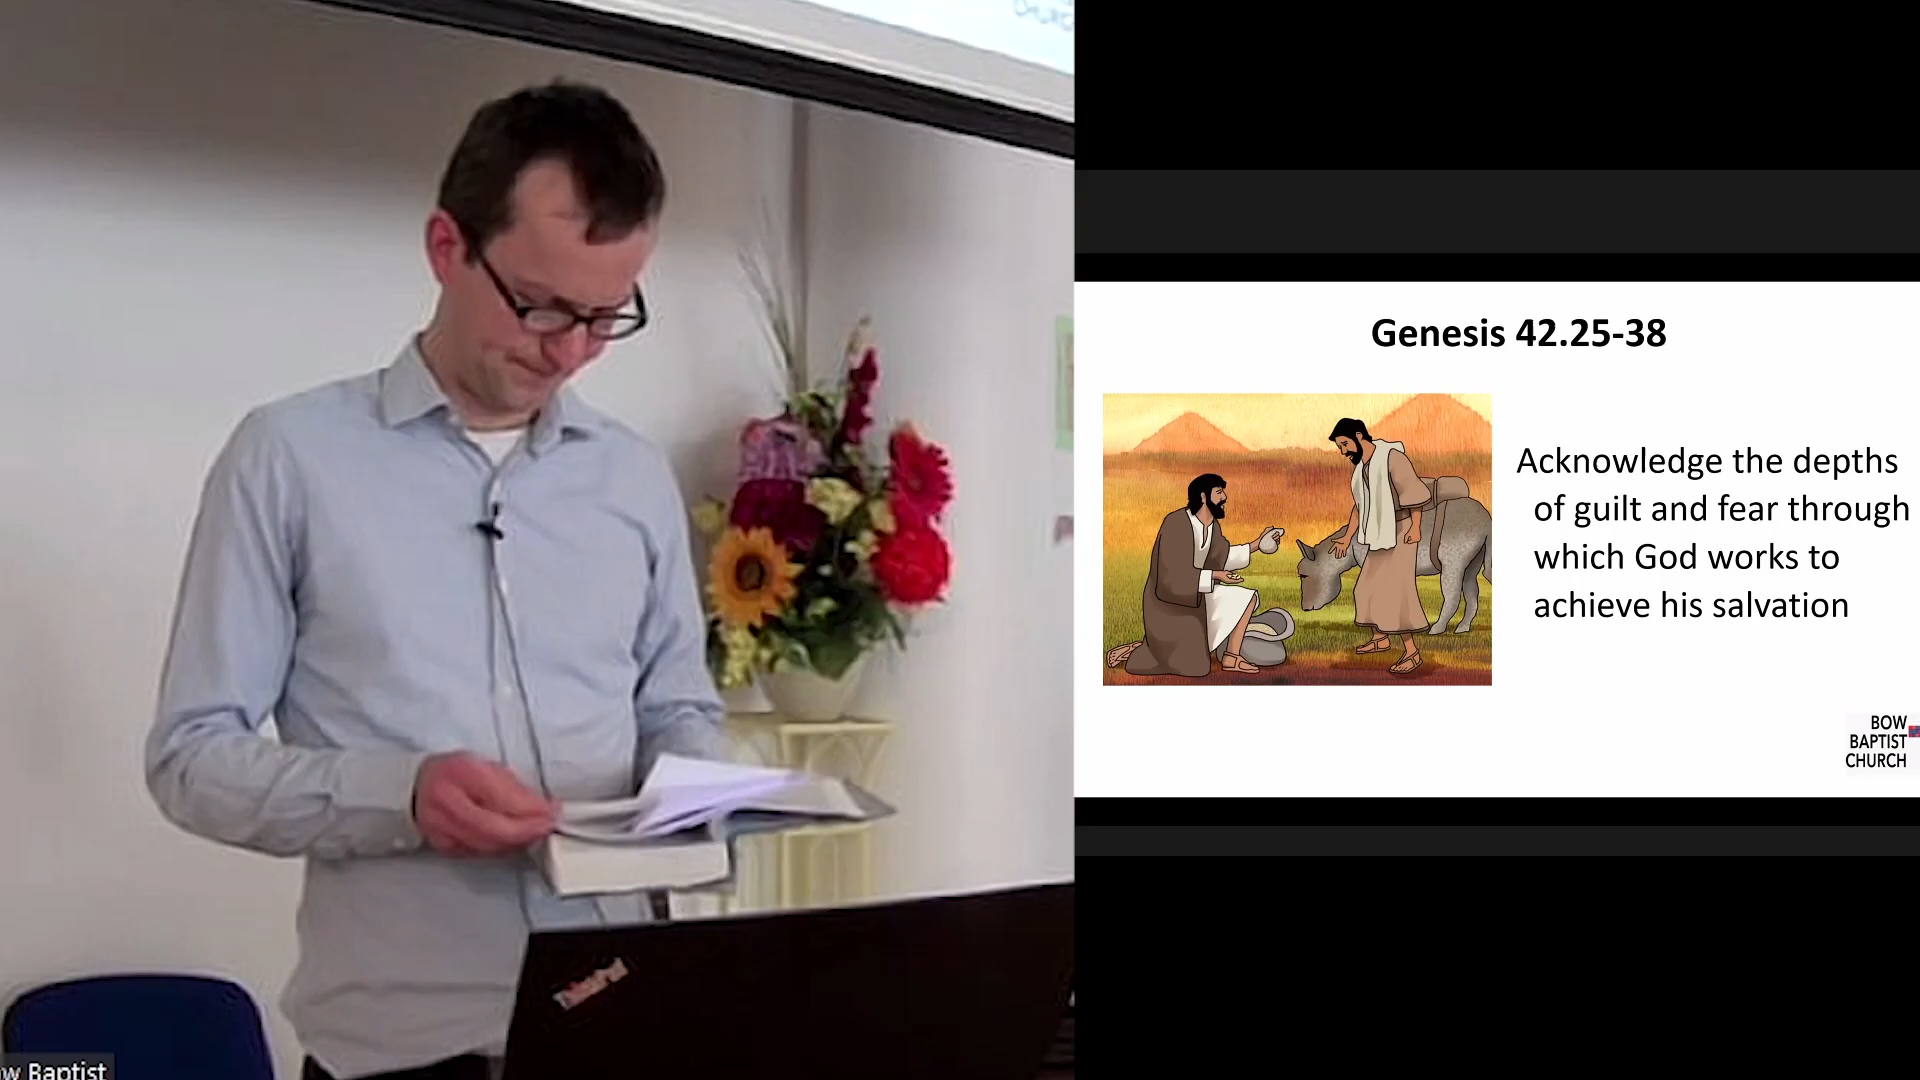 CHURCH
Genesis 42.25-38
Acknowledge the depths
of guilt and fear through
which God works to
achieve his salvation
BOW
BAPTIST
CHURCH
w Baptist